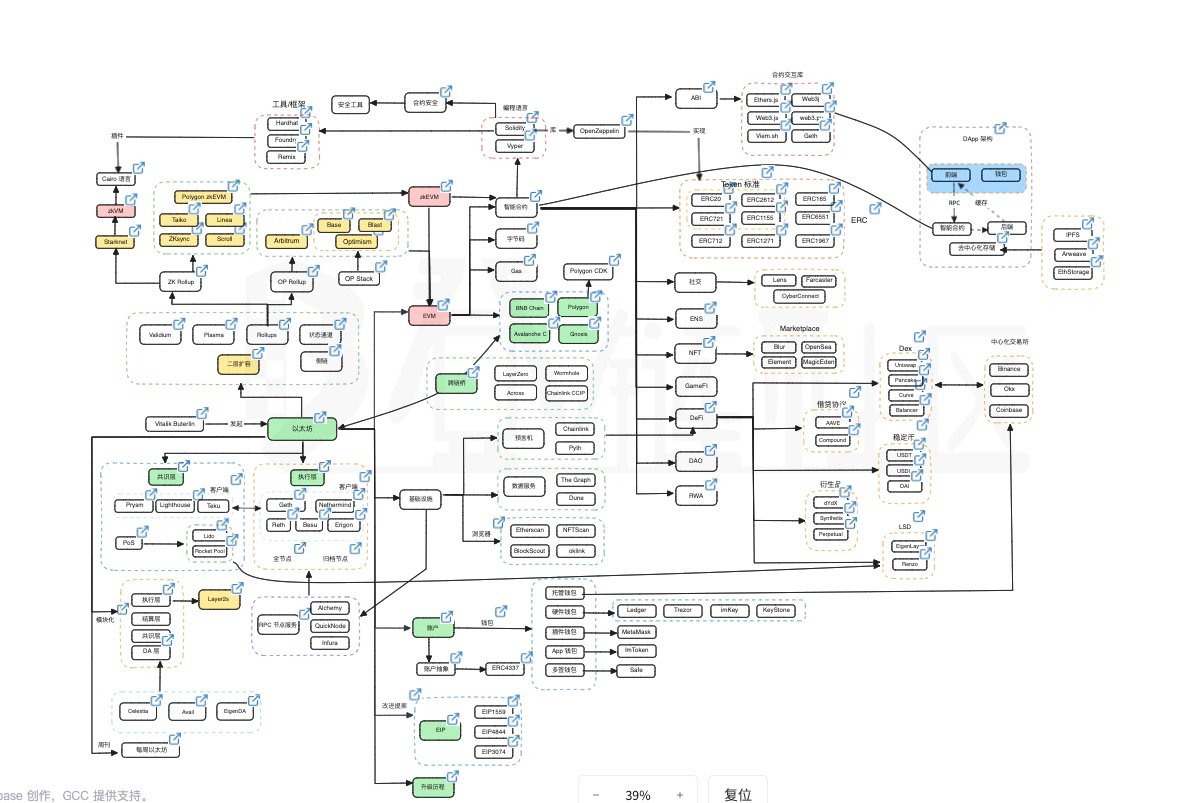 合约交互库
工具/框架
安全工具
合约安全
编程语言
ABI
Ethers.js
Web3j
Web3.js
Viem.sh
Geth
Hardhat
Remix
插件
Solidity
Vyper
库
OpenZeppelin
实现
DApp 架构
前端
钱包
RPC
缓存
智能合约
后端
去中心化存储
IPFS
Arweave
EthStorage
Cairo 语言
zkVM
Starknet
Polygon zkEVM
Taiko
Linea
ZKsync
Scroll
Base
Blast
Arbitrum
Optimism
zkEVM
智能合约
字节码
Gas
Token 标准
ERC20
ERC2612
ERC165
ERC721
ERC1155
ERC6551
ERC712
ERC1271
ERC1967
ERC
ZK Rollup
OP Rollup
OP Stack
Polygon CDK
EVM
BNB Chain
Polygon
Avalanche C
Gnosis
社交
Lens
Farcaster
CyberConnect
ENS
Validium
Plasma
Rollups
状态通道
二层扩容
侧链
Marketplace
NFT
Blur
OpenSea
Element
MagicEden
Dex
Uniswap
Pancake
Curve
Balancer
中心化交易所
Binance
Okx
Coinbase
跨链桥
LayerZero
Wormhole
Across
Chainlink CCIP
GameFi
DeFi
AAVE
Compound
Vitalik Buterin
发起
以太坊
预言机
Chainlink
Pyth
DAO
RWA
USDT
DAI
共识层
客户端
Prysm
Lighthouse
Teku
PoS
Lido
Rocket Pool
执行层
客户端
Geth
Nethermind
Reth
Besu
Erigon
全节点
归档节点
基础设施
数据服务
The Graph
Dune
浏览器
Etherscan
NFTScan
BlockScout
oklink
dYdX
Perpetual
LSD
Renzo
模块化
执行层
结算层
共识层
DA 层
Layer2s
RPC 节点服务
Alchemy
QuickNode
Infura
账户
钱包
账户抽象
ERC4337
托管钱包
硬件钱包
插件钱包
App 钱包
多签钱包
Ledger
Trezor
imKey
KeyStone
MetaMask
ImToken
Safe
Celestia
Avail
EigenDA
周刊
每周以太坊
改进提案
EIP
EIP1559
EIP4844
EIP3074
升级历程
base 创作，GCC 提供支持。
− 39% +
复位